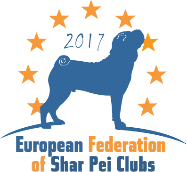 2017
European Federation
of Shar Pei Clubs